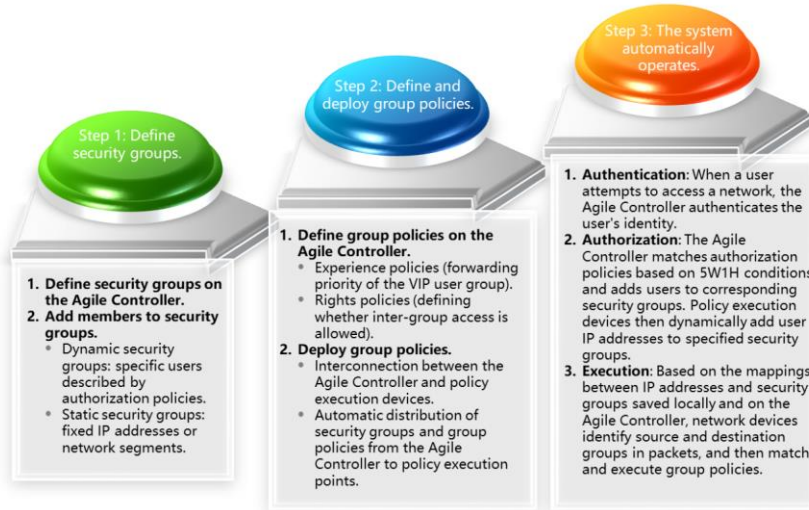 Step 1: Define
security groups.
1. Define security groups on
the Agile Controller.
2. Add members to security
groups.
• Dynamic security
groups: specific users
described by
authorization policies.
• Static security groups:
fixed IP addresses or
network segments.
Step 2: Define and
deploy group policies.
1. Define group policies on the
Agile Controller.
• Experience policies (forwarding
priority of the VIP user group).
• Rights policies (defining
whether inter-group access is
allowed).
2. Deploy group policies.
• Interconnection between the
Agile Controller and policy
execution devices.
• Automatic distribution of
security groups and group
policies from the Agile
Controller to policy execution
points.
Step 3: The system
automatically
operates.
1. Authentication: When a user
attempts to access a network, the
Agile Controller authenticates the
user's identity.
2. Authorization: The Agile
Controller matches authorization
policies based on 5W1H conditions
and adds users to corresponding
security groups. Policy execution
devices then dynamically add user
IP addresses to specified security
groups.
3. Execution: Based on the mappings
between IP addresses and security
groups saved locally and on the
Agile Controller, network devices
identify source and destination
groups in packets, and then match
and execute group policies.